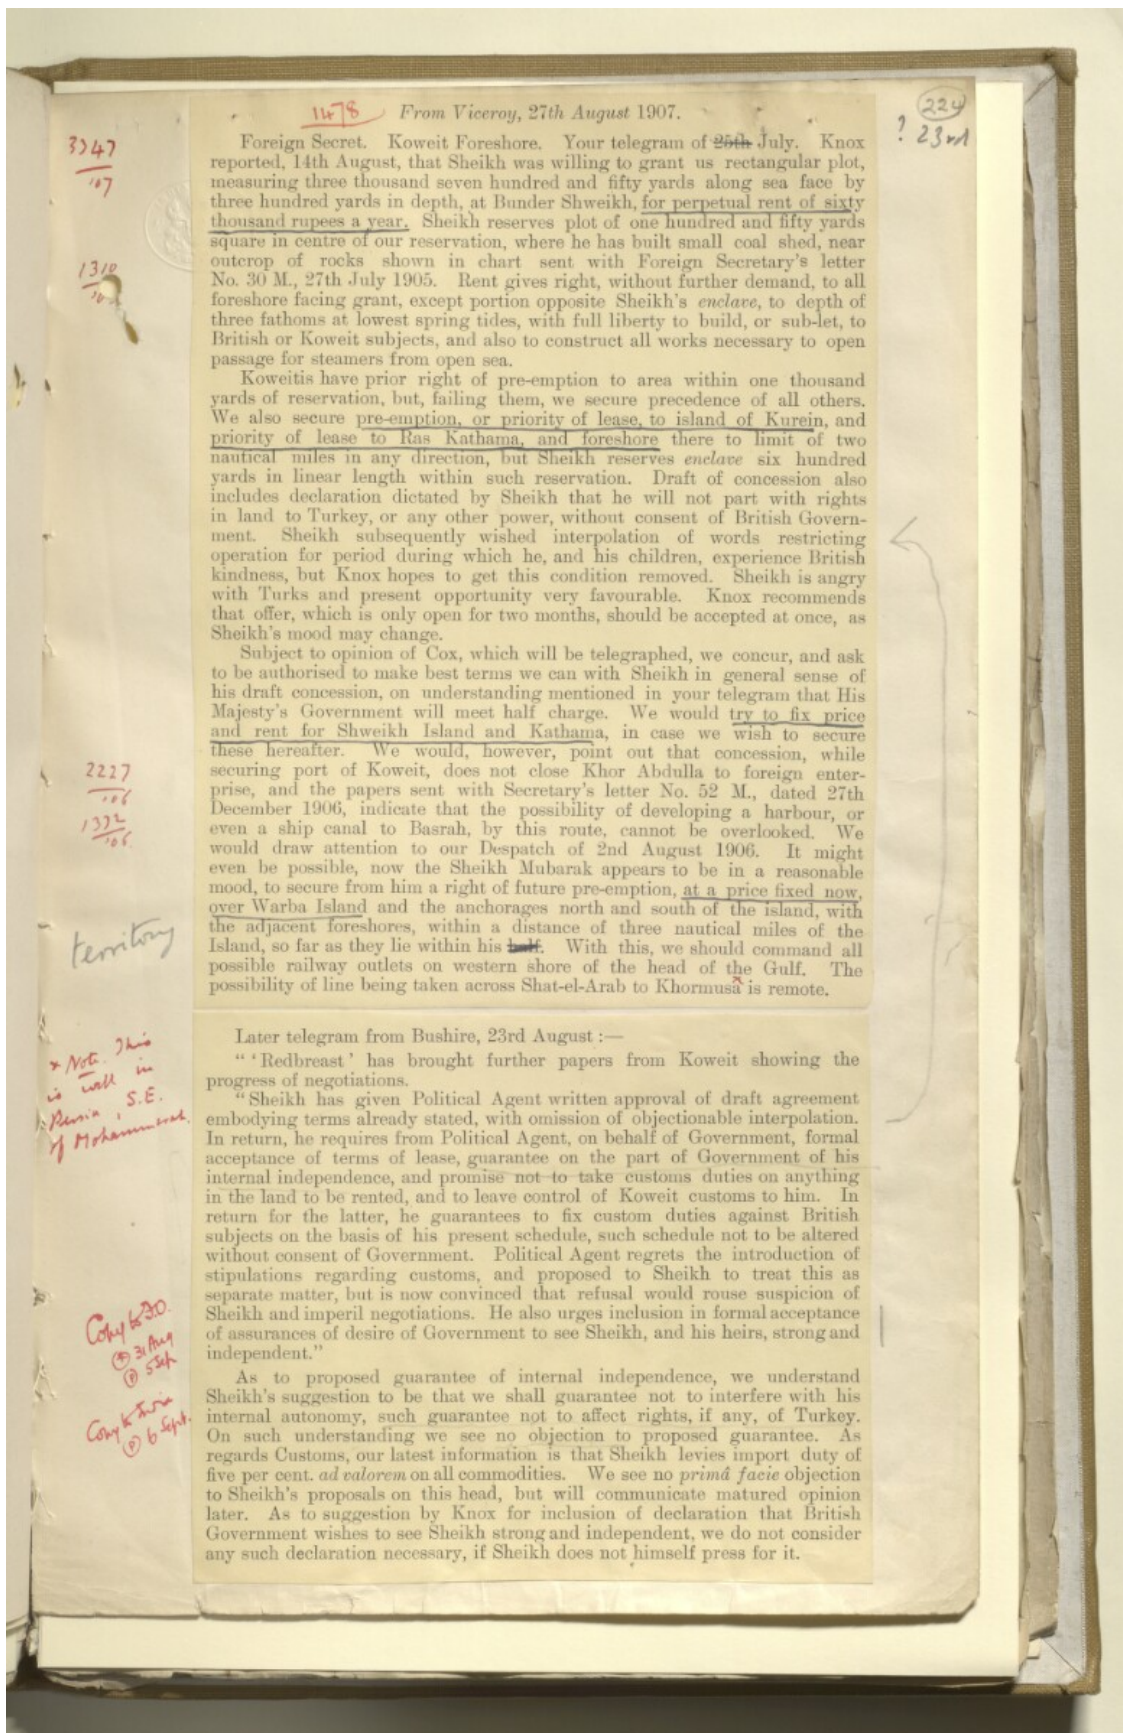 224
1478 From Viceroy, 27th August 1907.
? 23rd
3347
/07
Foreign Secret. Koweit Foreshore. Your telegram of 25th July. Knox
reported, 14th August, that Sheikh was willing to grant us rectangular plot,
measuring three thousand seven hundred and fifty yards along sea face by
three hundred yards in depth, at Bunder Shweikh, for perpetual rent of sixty
thousand rupees a year. Sheikh reserves plot of one hundred and fifty yards
square in centre of our reservation, where he has built small coal shed, near
1310
outcrop of rocks shown in chart sent with Foreign Secretary's letter
No. 30 M., 27th July 1905. Rent gives right, without further demand, to all
foreshore facing grant, except portion opposite Sheikh's enclave, to depth of
three fathoms at lowest spring tides, with full liberty to build, or sub-let, to
British or Koweit subjects, and also to construct all works necessary to open
passage for steamers from open sea.
Koweitis have prior right of pre-emption to area within one thousand
yards of reservation, but, failing them, we secure precedence of all others.
We also secure pre-emption, or priority of lease, to island of Kurein, and
priority of lease to Ras Kathama, and foreshore there to limit of two
nautical miles in any direction, but Sheikh reserves enclave six hundred
yards in linear length within such reservation. Draft of concession also
includes declaration dictated by Sheikh that he will not part with rights
in land to Turkey, or any other power, without consent of British Govern-
ment. Sheikh subsequently wished interpolation of words restricting
operation for period during which he, and his children, experience British
kindness, but Knox hopes to get this condition removed. Sheikh is angry
with Turks and present opportunity very favourable. Knox recommends
that offer, which is only open for two months, should be accepted at once, as
Sheikh's mood may change.
Subject to opinion of Cox, which will be telegraphed, we concur, and ask
to be authorised to make best terms we can with Sheikh in general sense of
his draft concession, on understanding mentioned in your telegram that His
Majesty's Government will meet half charge. We would try to fix price
and rent for Shweikh Island and Kathama, in case we wish to secure
these hereafter. We would, however, point out that concession, while
2227
/06
securing port of Koweit, does not close Khor Abdulla to foreign enter-
prise, and the papers sent with Secretary's letter No. 52 M., dated 27th
1332
/06
December 1906, indicate that the possibility of developing a harbour, or
even a ship canal to Basrah, by this route, cannot be overlooked. We
would draw attention to our Despatch of 2nd August 1906. It might
even be possible, now the Sheikh Mubarak appears to be in a reasonable
mood, to secure from him a right of future pre-emption, at a price fixed now,
over Warba Island and the anchorages north and south of the island, with
the adjacent foreshores, within a distance of three nautical miles of the
territory
Island, so far as they lie within his half. With this, we should command all
possible railway outlets on western shore of the head of the Gulf. The
possibility of line being taken across Shat-el-Arab to Khormusa x is remote.
x Note. This
is well in
Persia, S.E.
of Mohammerah.
Later telegram from Bushire, 23rd August :—
" 'Redbreast' has brought further papers from Koweit showing the
progress of negotiations.
"Sheikh has given Political Agent written approval of draft agreement
embodying terms already stated, with omission of objectionable interpolation.
In return, he requires from Political Agent, on behalf of Government, formal
acceptance of terms of lease, guarantee on the part of Government of his
internal independence, and promise not to take customs duties on anything
in the land to be rented, and to leave control of Koweit customs to him. In
return for the latter, he guarantees to fix custom duties against British
subjects on the basis of his present schedule, such schedule not to be altered
without consent of Government. Political Agent regrets the introduction of
stipulations regarding customs, and proposed to Sheikh to treat this as
separate matter, but is now convinced that refusal would rouse suspicion of
Sheikh and imperil negotiations. He also urges inclusion in formal acceptance
of assurances of desire of Government to see Sheikh, and his heirs, strong and
independent."
Copy to F.O.
31 Aug
5 Sep
Copy to India
6 Sept.
As to proposed guarantee of internal independence, we understand
Sheikh's suggestion to be that we shall guarantee not to interfere with his
internal autonomy, such guarantee not to affect rights, if any, of Turkey.
On such understanding we see no objection to proposed guarantee. As
regards Customs, our latest information is that Sheikh levies import duty of
five per cent. ad valorem on all commodities. We see no primâ facie objection
to Sheikh's proposals on this head, but will communicate matured opinion
later. As to suggestion by Knox for inclusion of declaration that British
Government wishes to see Sheikh strong and independent, we do not consider
any such declaration necessary, if Sheikh does not himself press for it.